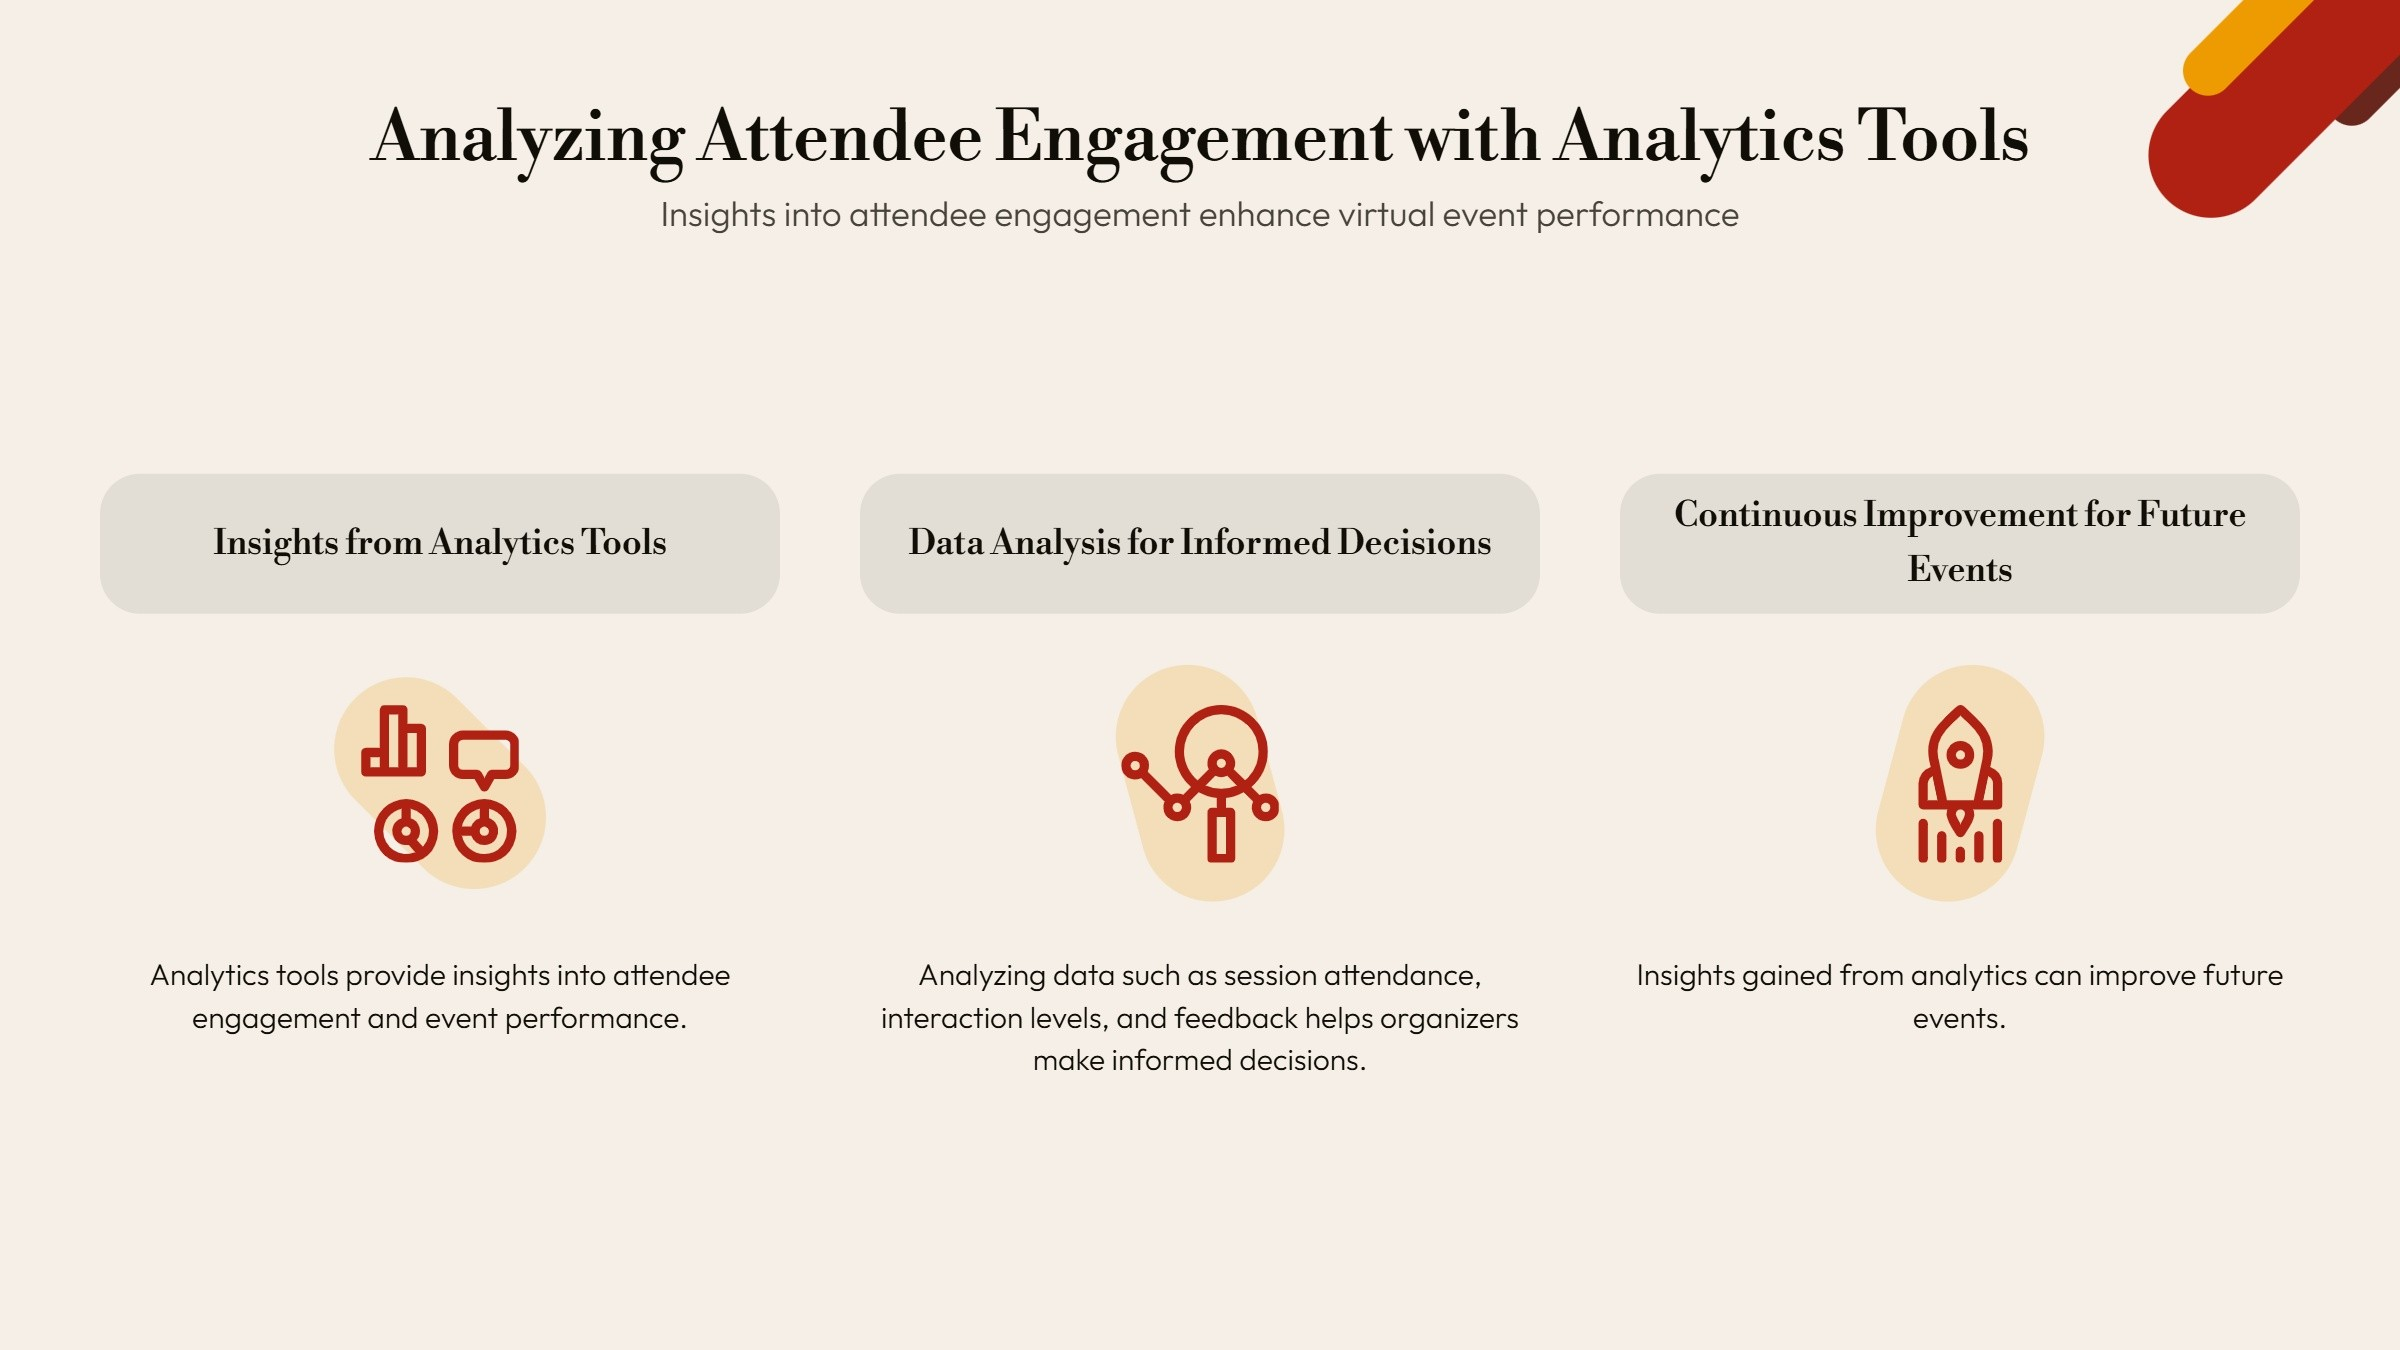 Analyzing Attendee Engagement with Analytics Tools
Insights into attendee engagement enhance virtual event performance
Insights from Analytics Tools
Analytics tools provide insights into attendee
engagement and event performance.
Data Analysis for Informed Decisions
Analyzing data such as session attendance,
interaction levels, and feedback helps organizers
make informed decisions.
Continuous Improvement for Future
Events
Insights gained from analytics can improve future
events.